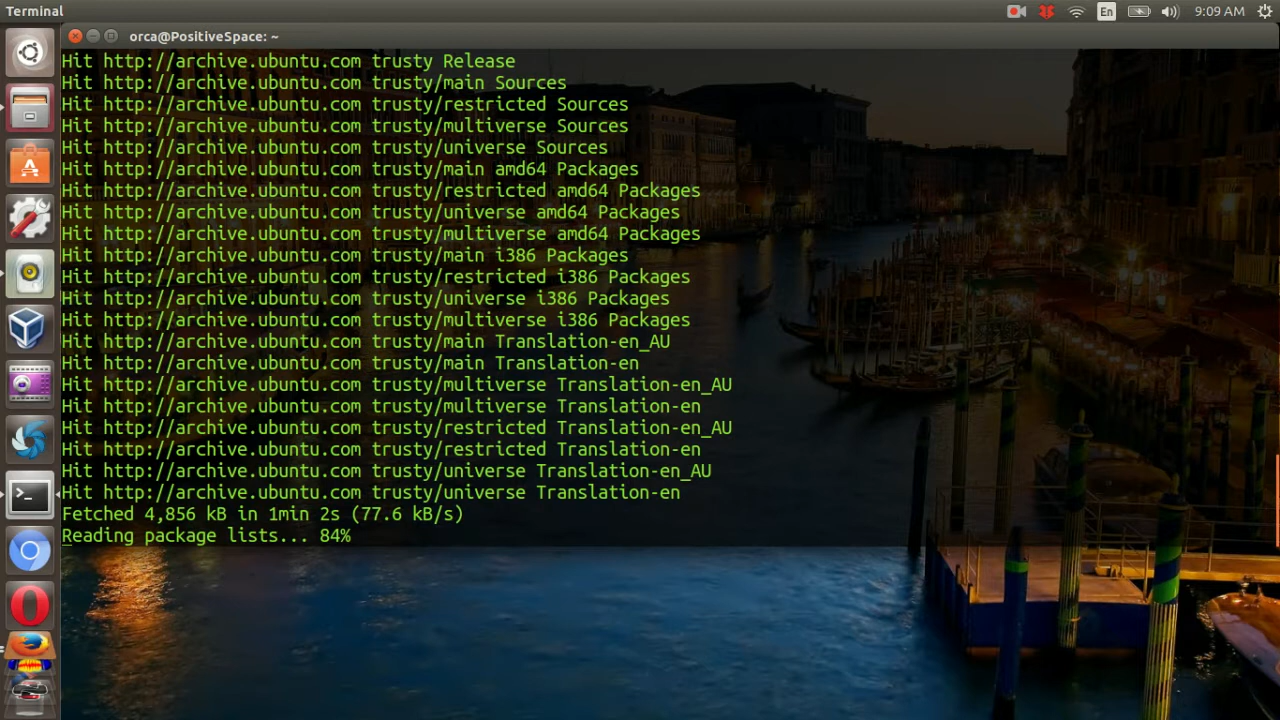 Terminal
En
9:09 AM
orca@PositiveSpace: ~
Hit http://archive.ubuntu.com trusty Release
Hit http://archive.ubuntu.com trusty/main Sources
Hit http://archive.ubuntu.com trusty/restricted Sources
Hit http://archive.ubuntu.com trusty/multiverse Sources
Hit http://archive.ubuntu.com trusty/universe Sources
Hit http://archive.ubuntu.com trusty/main amd64 Packages
Hit http://archive.ubuntu.com trusty/restricted amd64 Packages
Hit http://archive.ubuntu.com trusty/universe amd64 Packages
Hit http://archive.ubuntu.com trusty/multiverse amd64 Packages
Hit http://archive.ubuntu.com trusty/main i386 Packages
Hit http://archive.ubuntu.com trusty/restricted i386 Packages
Hit http://archive.ubuntu.com trusty/universe i386 Packages
Hit http://archive.ubuntu.com trusty/multiverse i386 Packages
Hit http://archive.ubuntu.com trusty/main Translation-en_AU
Hit http://archive.ubuntu.com trusty/main Translation-en
Hit http://archive.ubuntu.com trusty/multiverse Translation-en_AU
Hit http://archive.ubuntu.com trusty/multiverse Translation-en
Hit http://archive.ubuntu.com trusty/restricted Translation-en_AU
Hit http://archive.ubuntu.com trusty/restricted Translation-en
Hit http://archive.ubuntu.com trusty/universe Translation-en_AU
Hit http://archive.ubuntu.com trusty/universe Translation-en
Fetched 4,856 kB in 1min 2s (77.6 kB/s)
Reading package lists... 84%